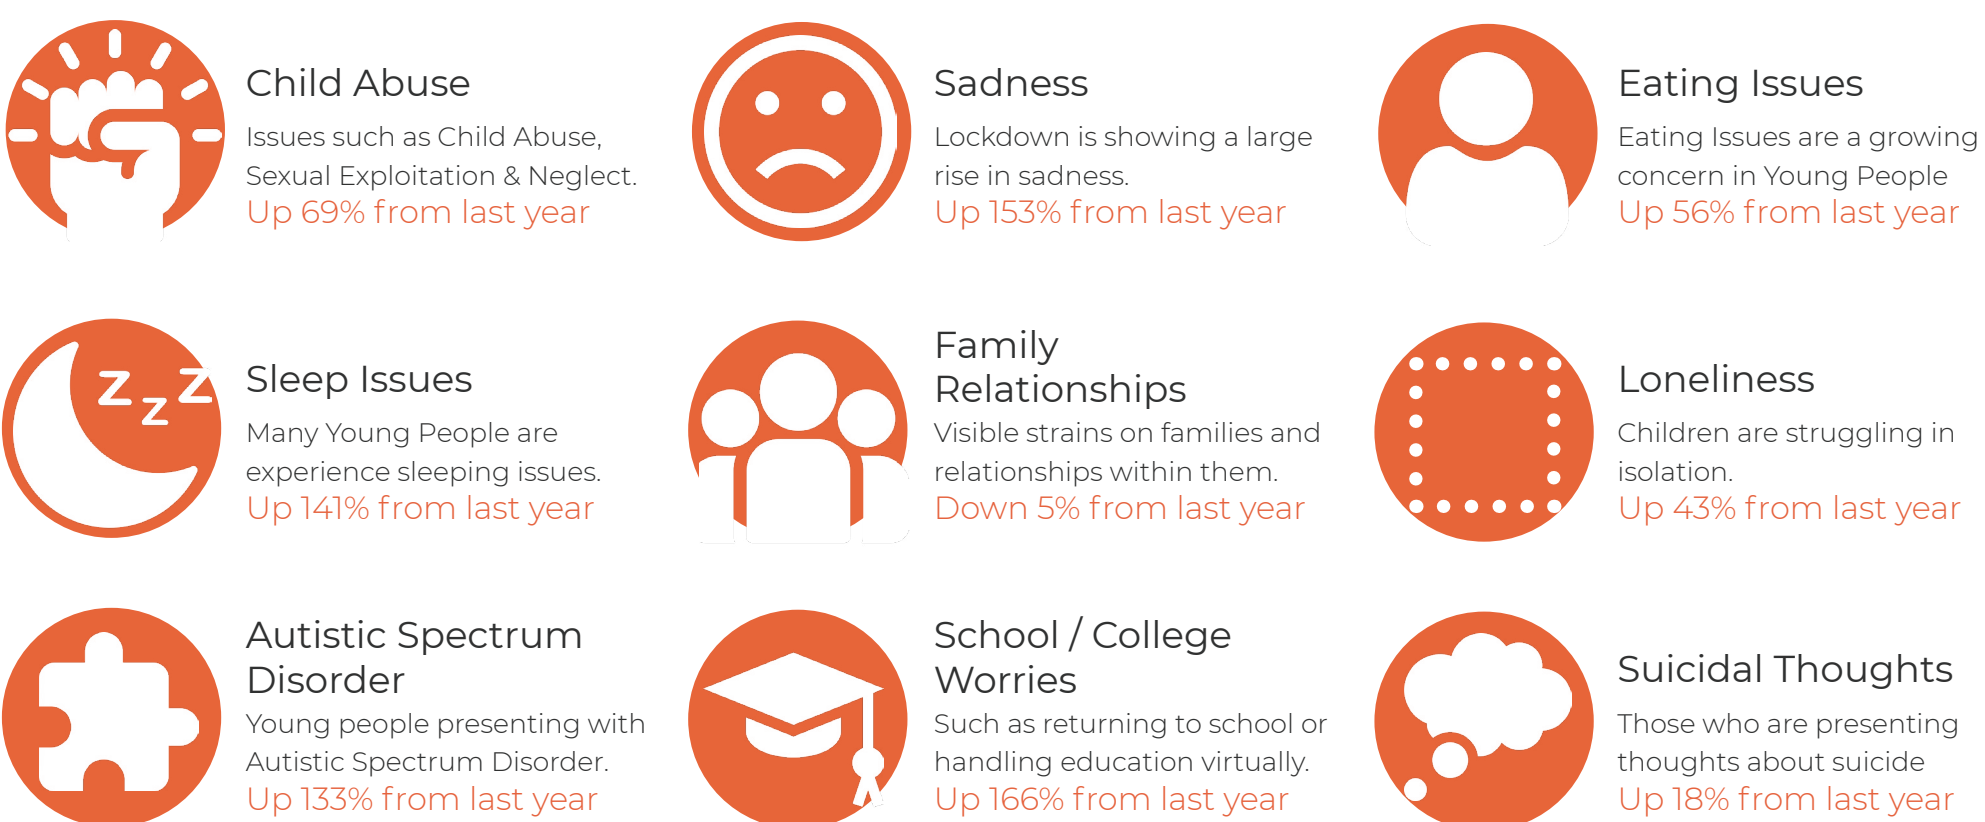 Child Abuse
Issues such as Child Abuse,
Sexual Exploitation & Neglect.
Up 69% from last year
Sadness
Lockdown is showing a large
rise in sadness.
Up 153% from last year
Eating Issues
Eating Issues are a growing
concern in Young People
Up 56% from last year
z z z
Sleep Issues
Many Young People are
experience sleeping issues.
Up 141% from last year
Family
Relationships
Visible strains on families and
relationships within them.
Down 5% from last year
Loneliness
Children are struggling in
isolation.
Up 43% from last year
Autistic Spectrum
Disorder
Young people presenting with
Autistic Spectrum Disorder.
Up 133% from last year
School / College
Worries
Such as returning to school or
handling education virtually.
Up 166% from last year
Suicidal Thoughts
Those who are presenting
thoughts about suicide
Up 18% from last year